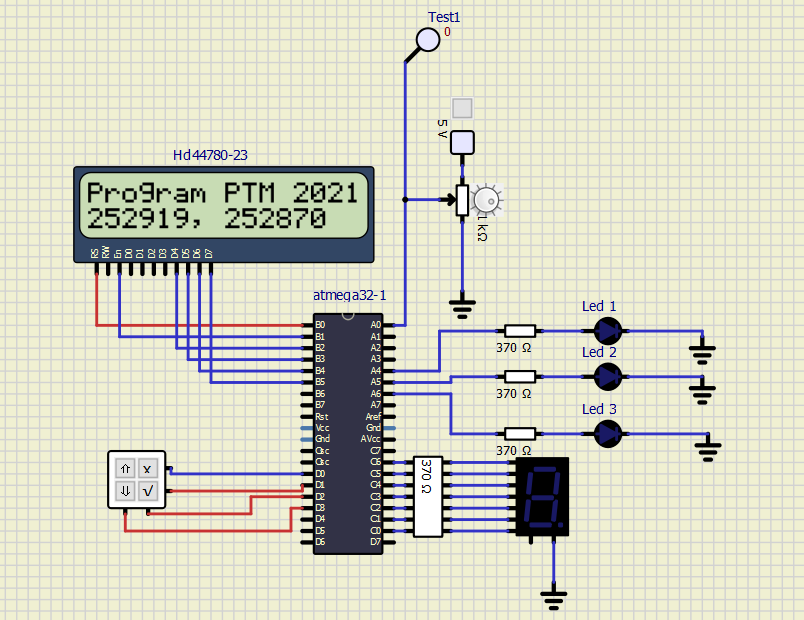 Test1
0
5 V
1 kΩ
Hd44780-23
Program PTM 2021
252919, 252870
RS RW En D0 D1 D2 D3 D4 D5 D6 D7
atmega32-1
B0 A0
B1 A1
B2 A2
B3 A3
B4 A4
B5 A5
B6 A6
B7 A7
Rst Aref
Vcc Gnd
Gnd AVcc
Osc C7
Osc C6
D0 C5
D1 C4
D2 C3
D3 C2
D4 C1
D5 C0
D6 D7
Led 1
370 Ω
Led 2
370 Ω
Led 3
370 Ω
370 Ω
⇧ x
⇩ √